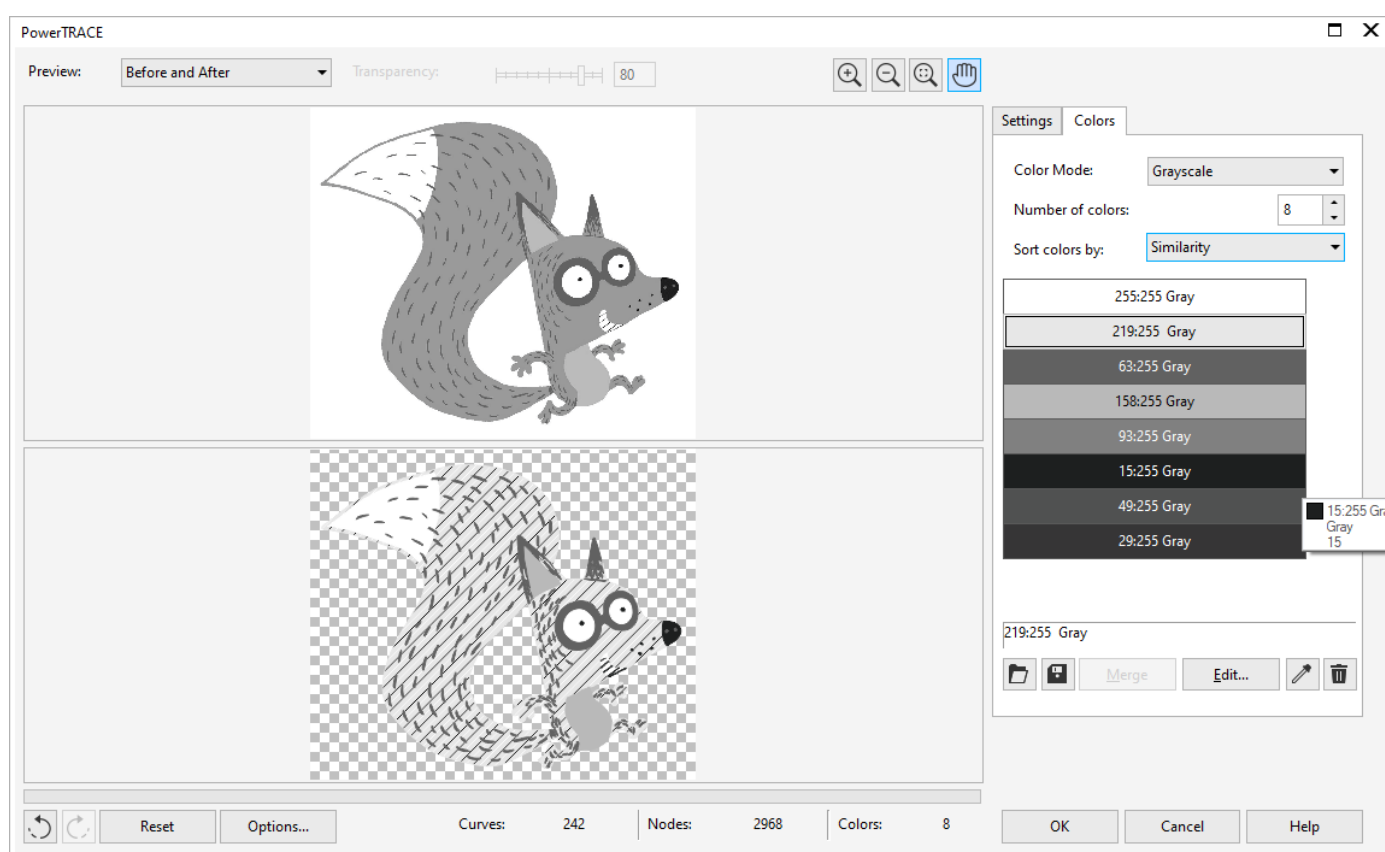 PowerTRACE
Preview: Before and After Transparency: 80
Settings Colors
Color Mode: Grayscale
Number of colors: 8
Sort colors by: Similarity
255:255 Gray
219:255  Gray
63:255 Gray
158:255 Gray
93:255 Gray
15:255 Gray
49:255 Gray
29:255 Gray
15:255 Gra
Gray
15
219:255  Gray
Merge Edit...
Reset Options... Curves: 242 Nodes: 2968 Colors: 8 OK Cancel Help